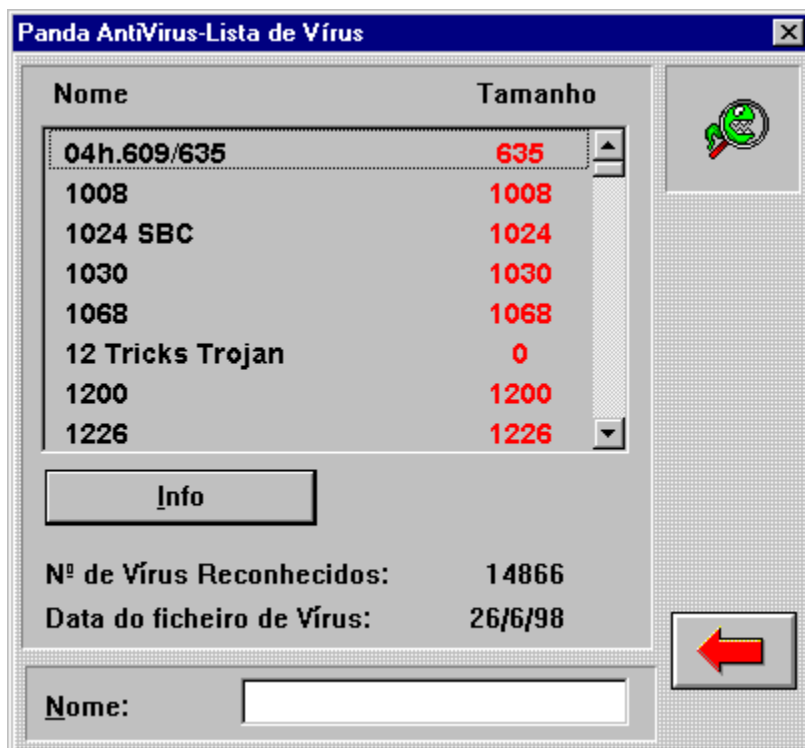 Panda AntiVirus-Lista de Vírus
Nome Tamanho
04h.609/635 635
1008 1008
1024 SBC 1024
1030 1030
1068 1068
12 Tricks Trojan 0
1200 1200
1226 1226
Info
Nº de Vírus Reconhecidos: 14866
Data do ficheiro de Vírus: 26/6/98
Nome: